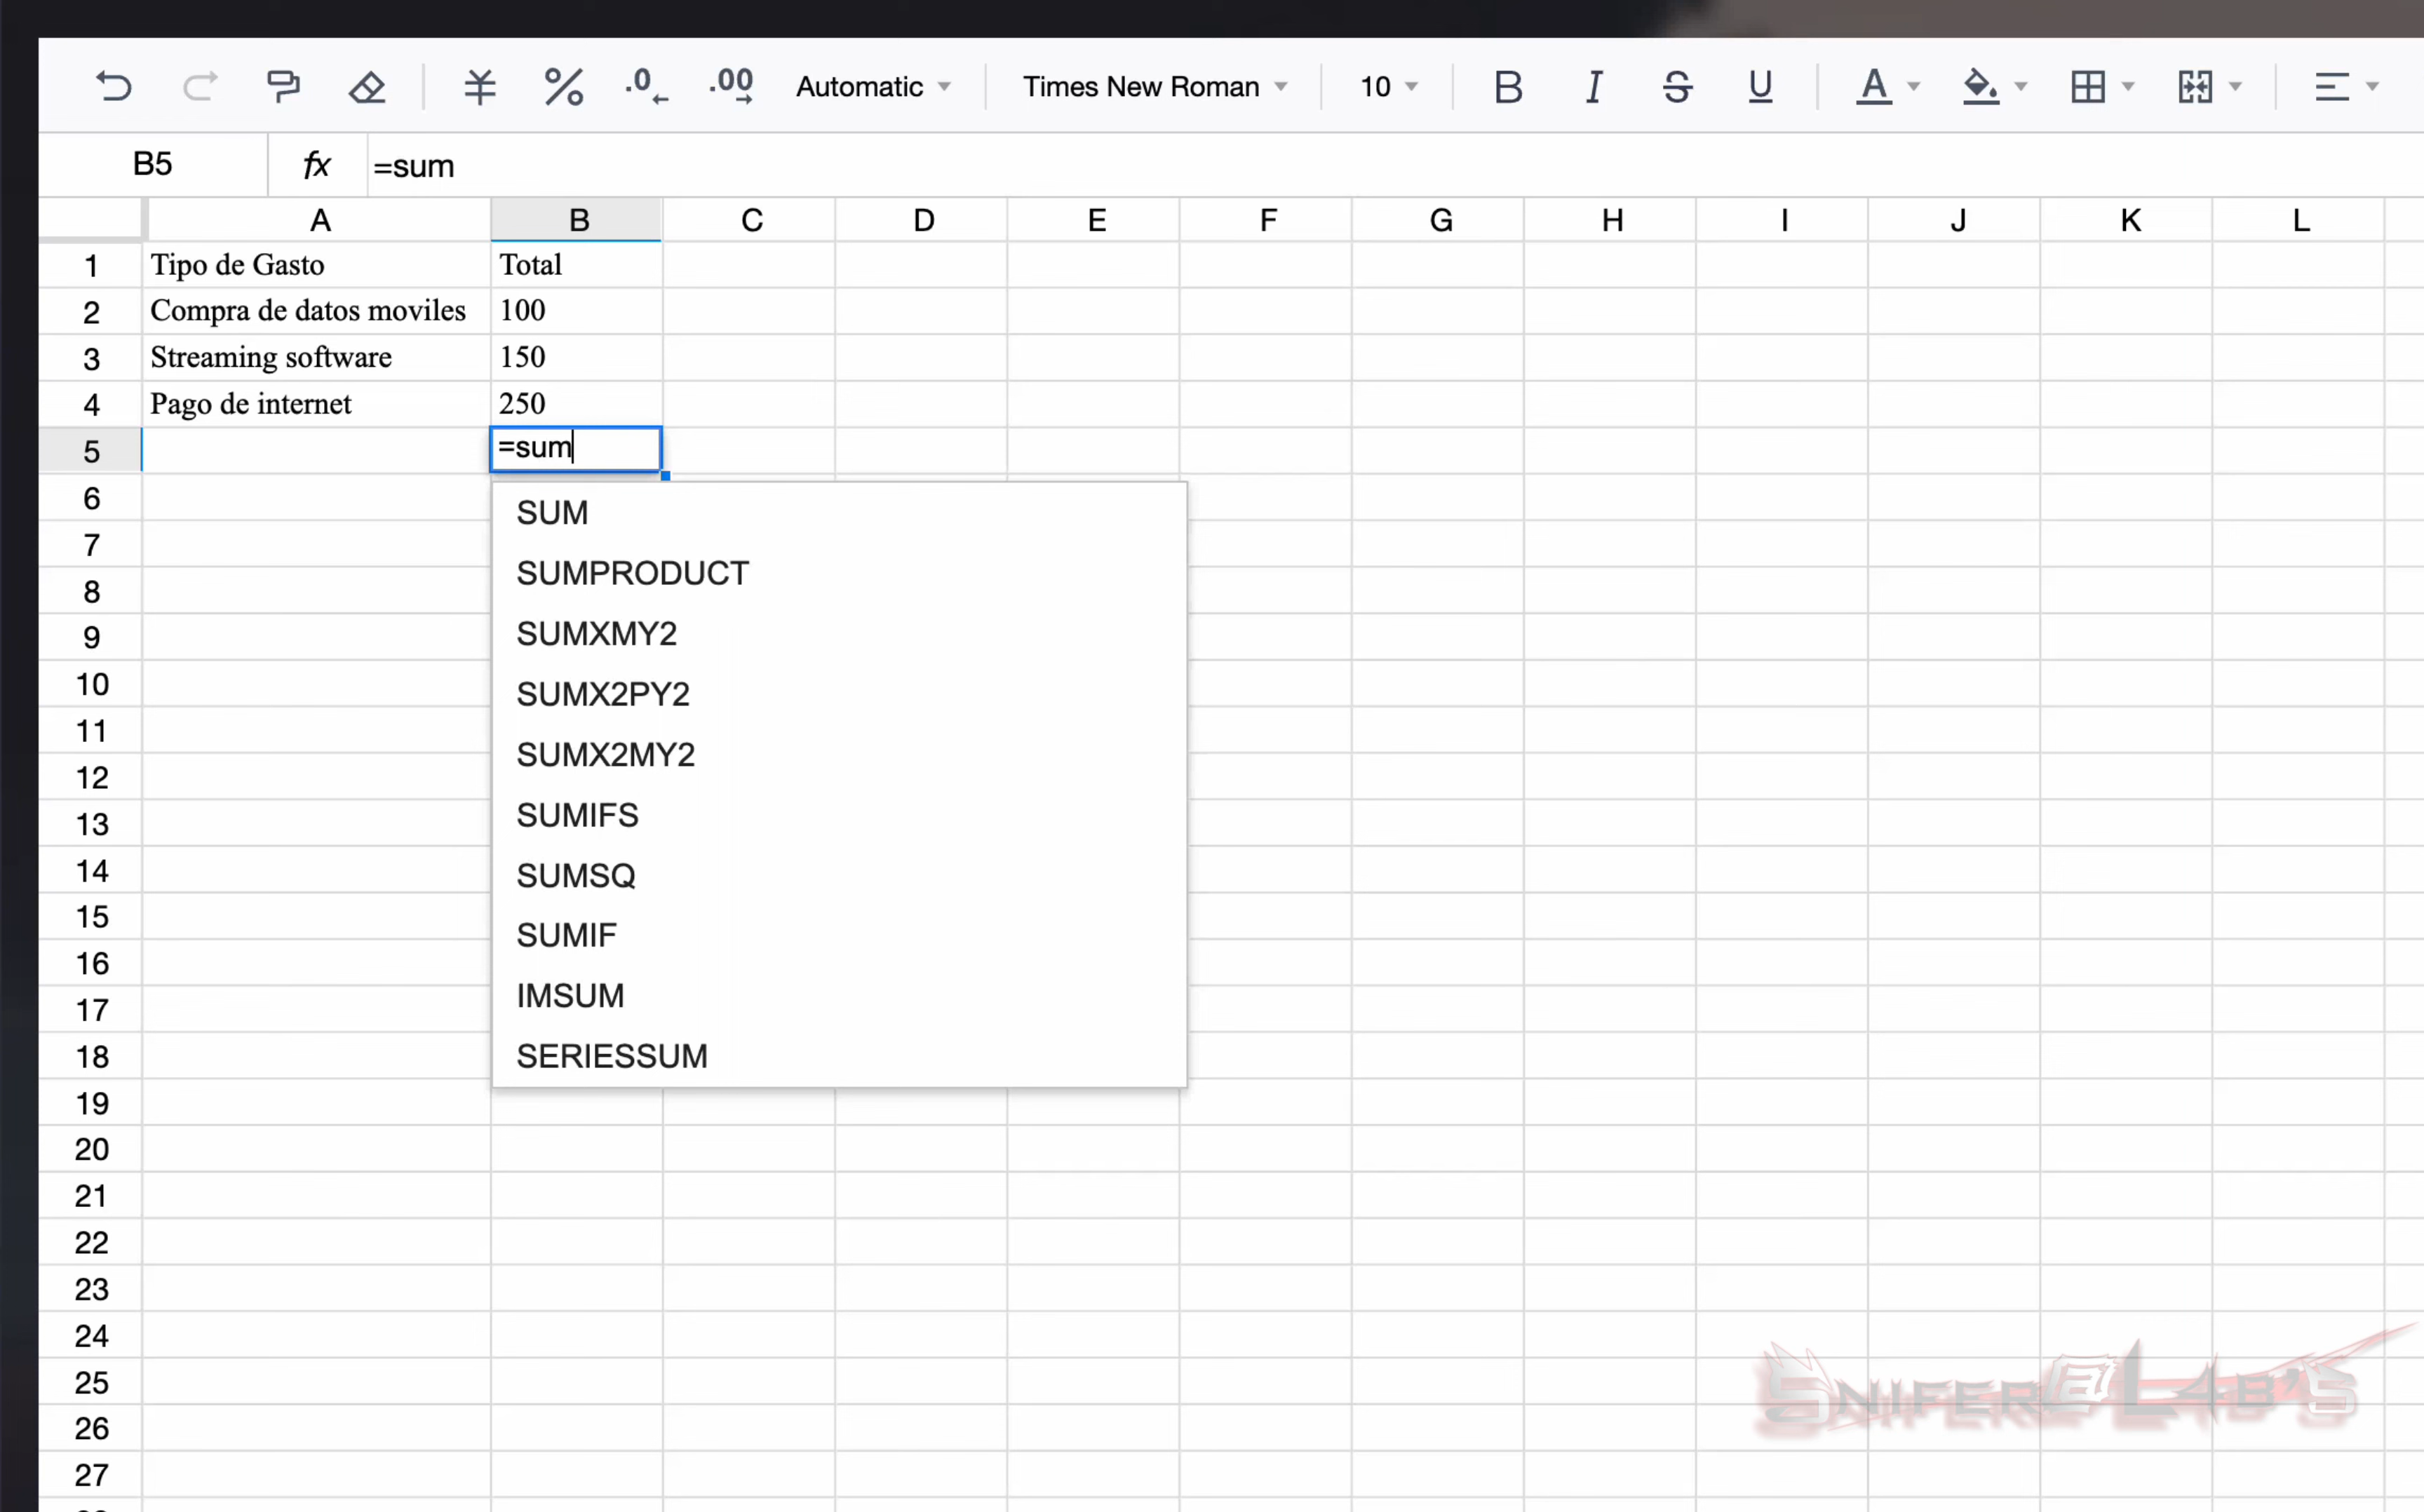 Automatic Times New Roman 10 B I S U A
B5 fx =sum
A B C D E F G H I J K L
1 Tipo de Gasto Total
2 Compra de datos moviles 100
3 Streaming software 150
4 Pago de internet 250
5 =sum
6
SUM
7
SUMPRODUCT
8
9
SUMXMY2
10
SUMX2PY2
11
SUMX2MY2
12
13
SUMIFS
14
SUMSQ
15
16
SUMIF
17
IMSUM
18
SERIESSUM
19
20
21
22
23
24
25
26
27
SNIFER@L4B'S